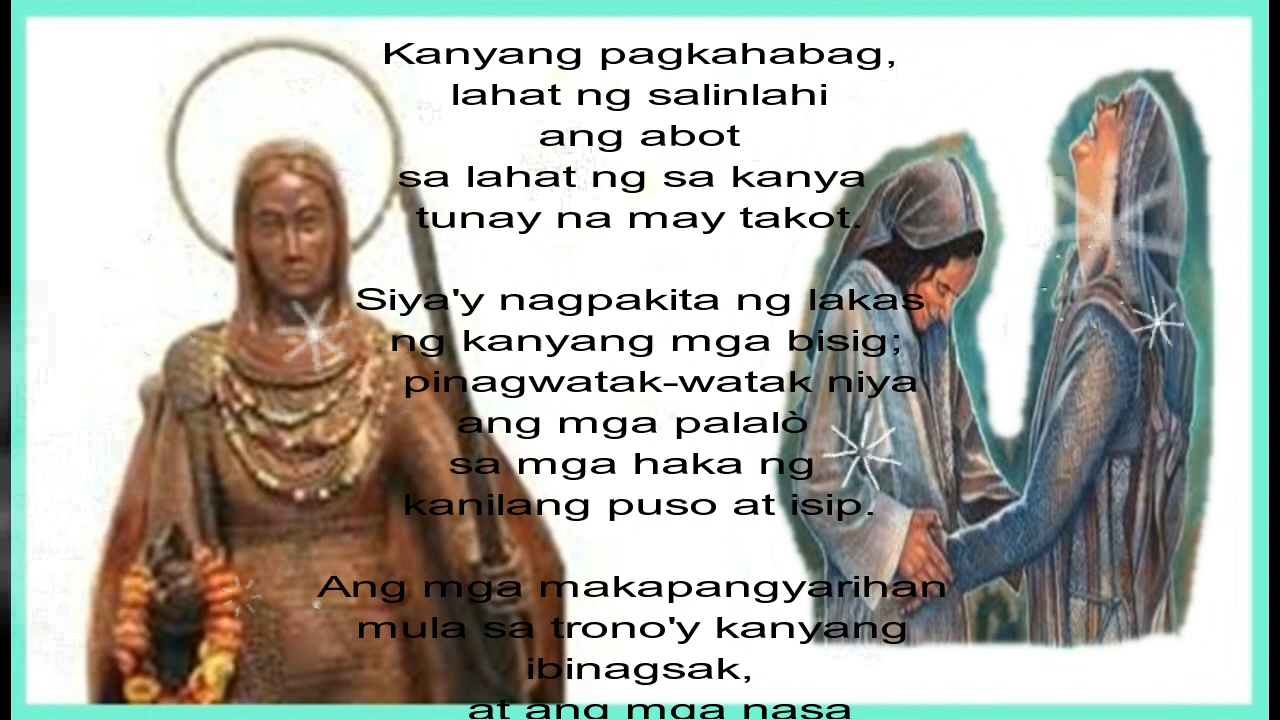 Kanyang pagkahabag,
lahat ng salinlahi
ang abot
sa lahat ng sa kanya
tunay na may takot.
Siya'y nagpakita ng lakas
ng kanyang mga bisig;
pinagwatak-watak niya
ang mga palalò
sa mga haka ng
kanilang puso at isip.
Ang mga makapangyarihan
mula sa trono'y kanyang
ibinagsak,
at ang mga nasa